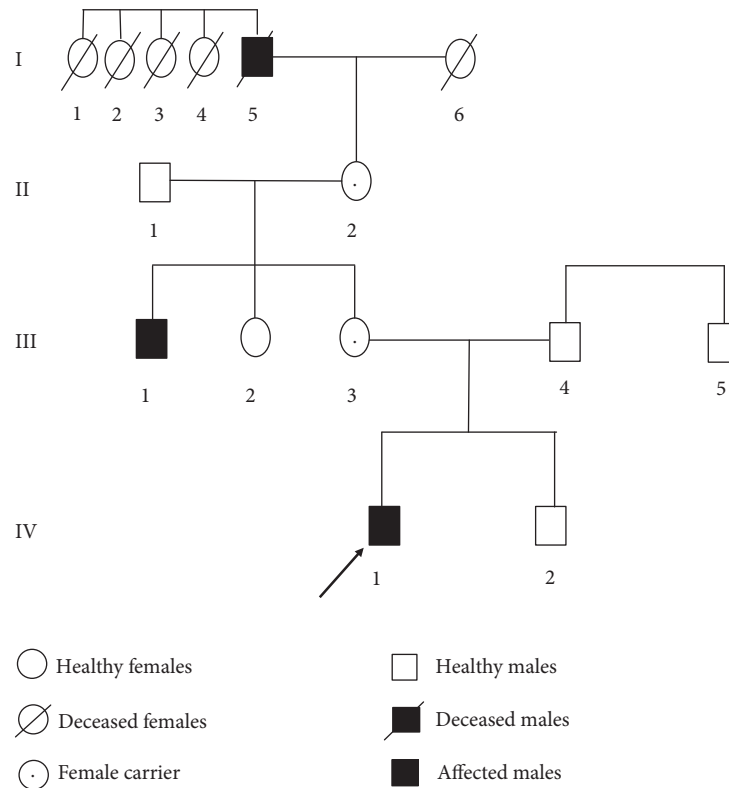 I
1 2 3 4 5 6
II
1 2
III
1 2 3 4 5
IV
1 2
Healthy females Healthy males
Deceased females Deceased males
Female carrier Affected males